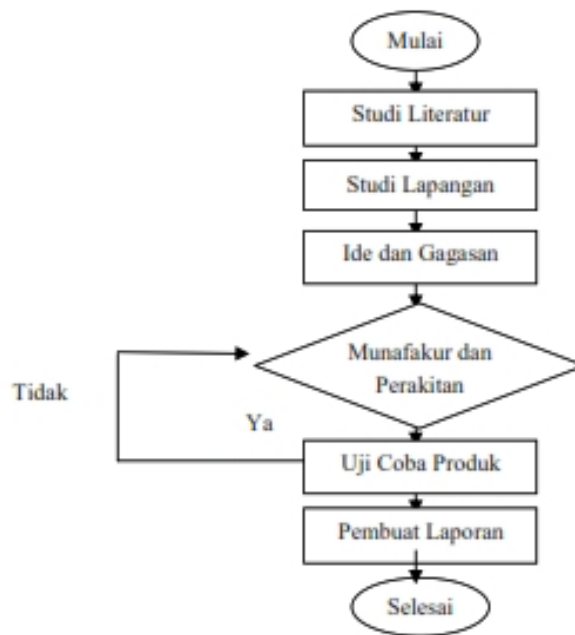 Mulai
Studi Literatur
Studi Lapangan
Ide dan Gagasan
Munafakur dan
Perakitan
Tidak
Ya
Uji Coba Produk
Pembuat Laporan
Selesai